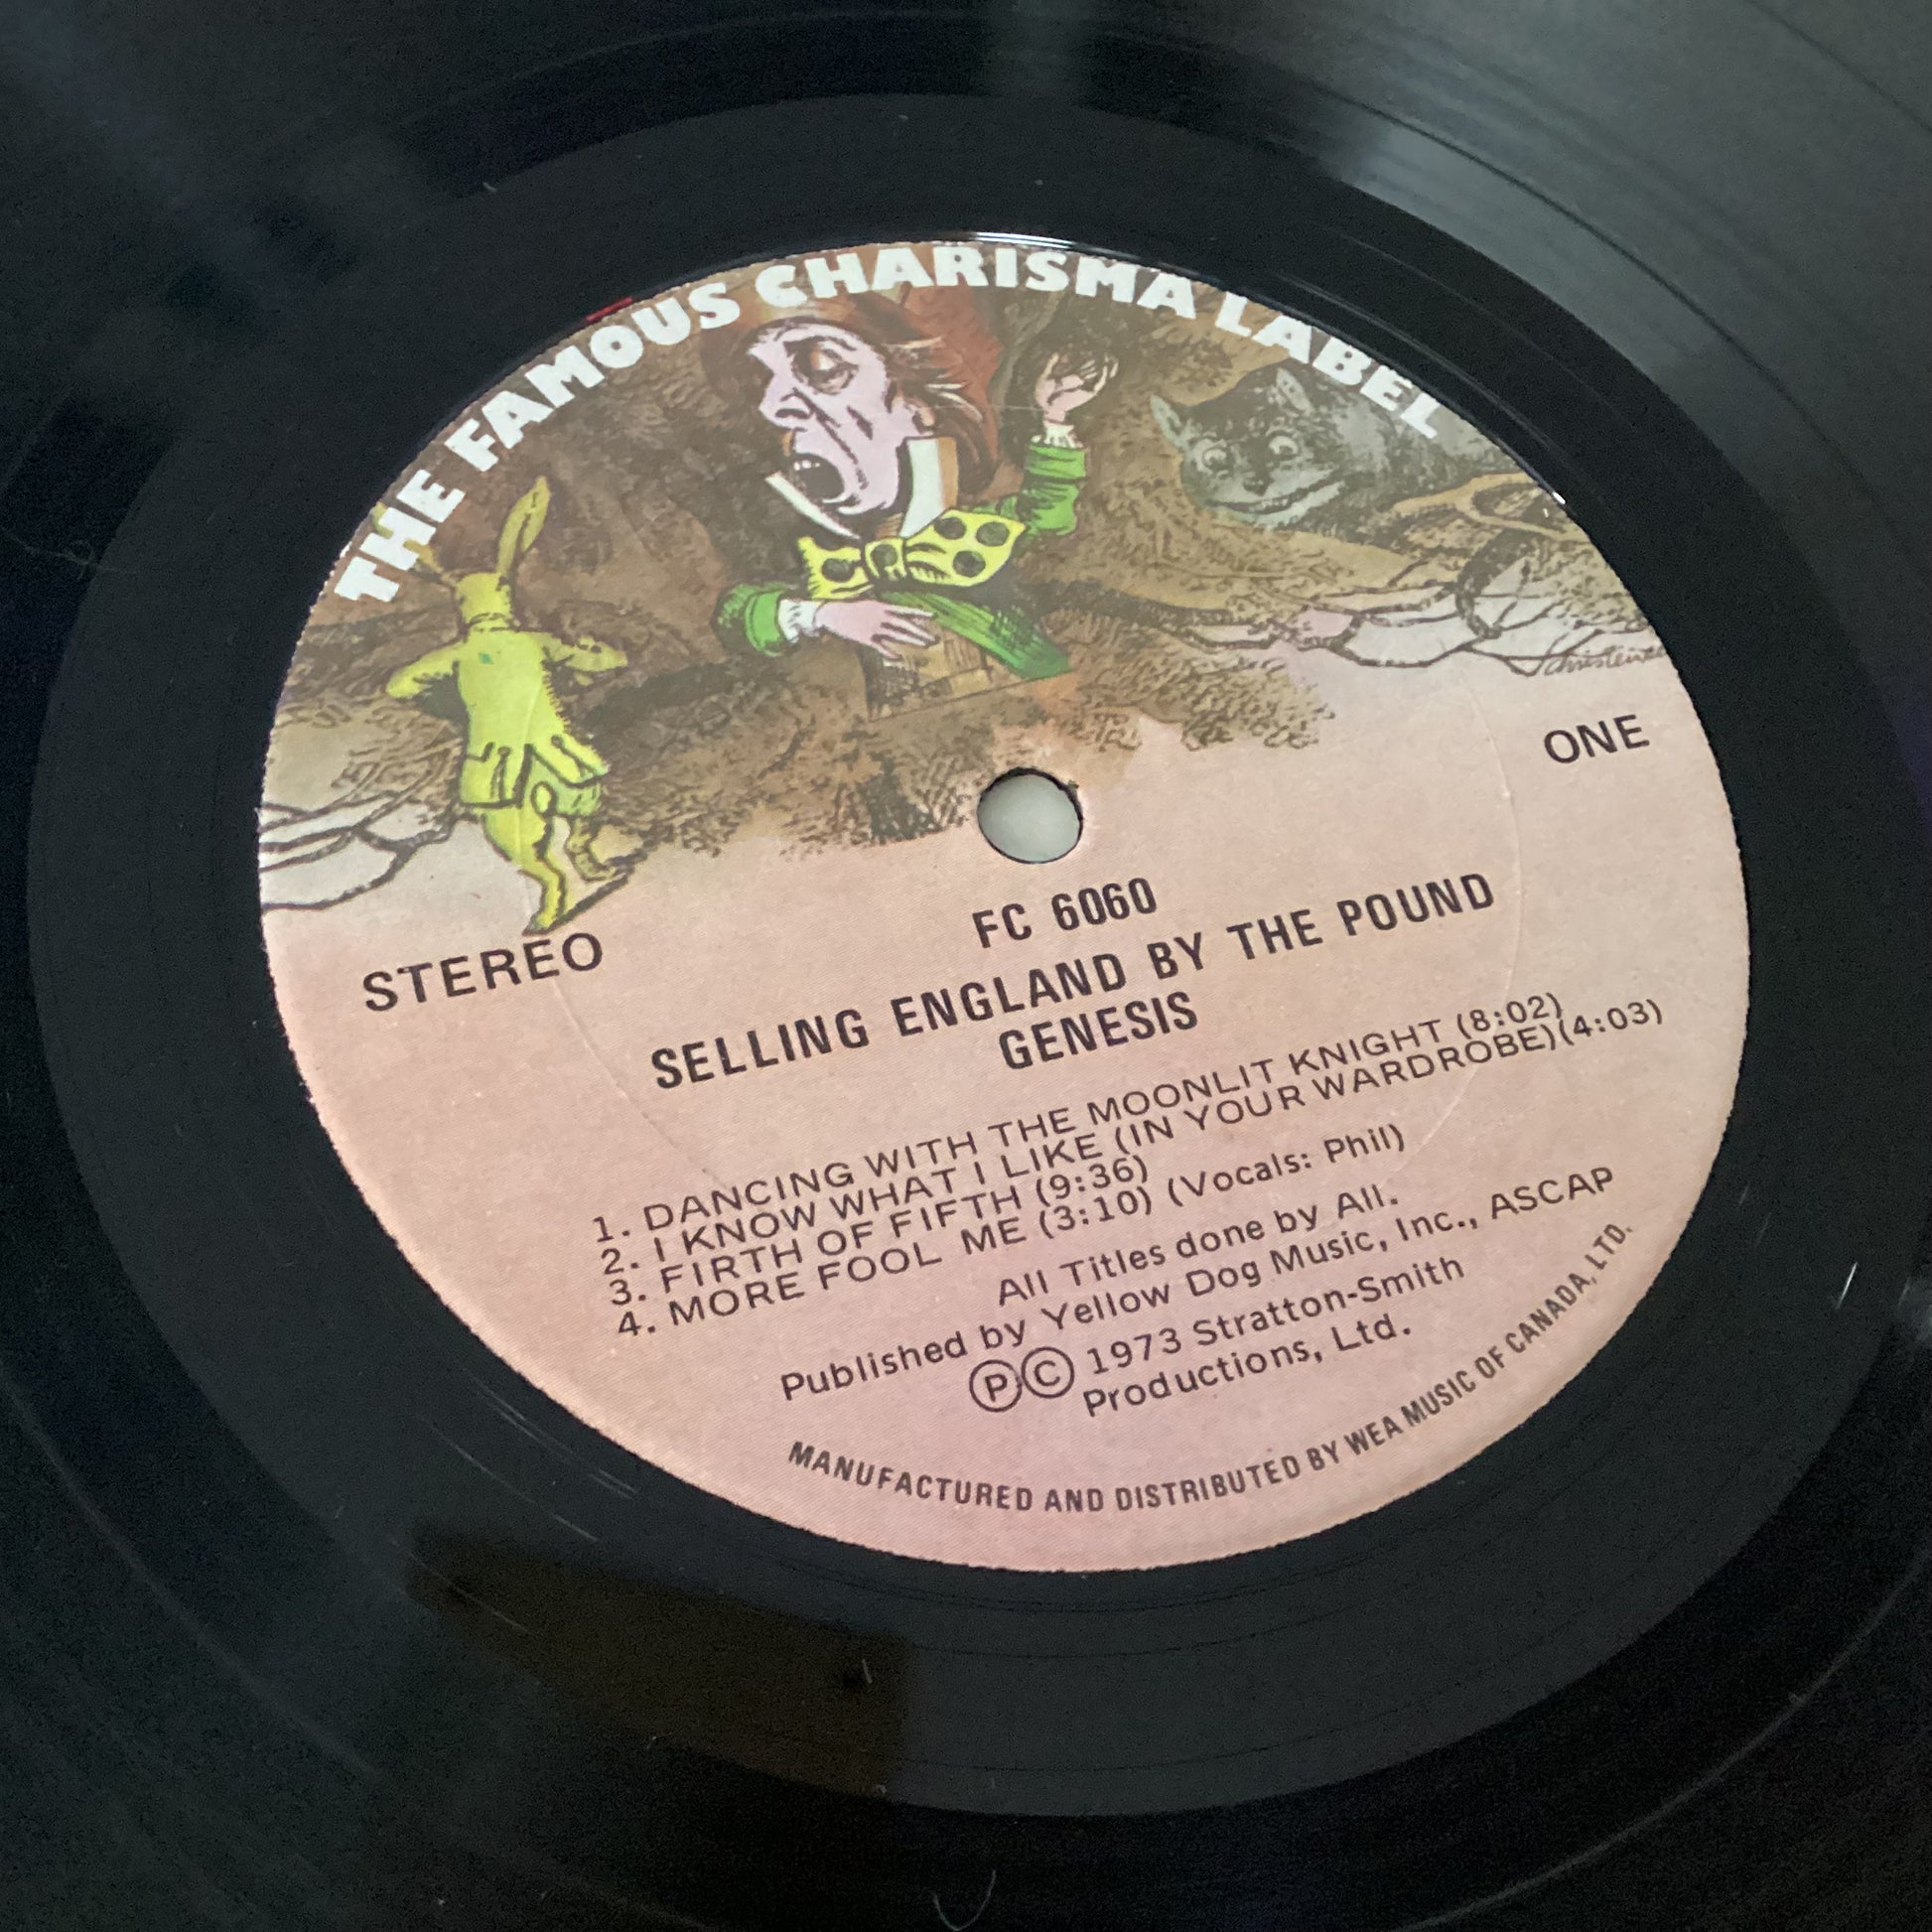 THE FAMOUS CHARISMA LABEL
ONE
STEREO
FC 6060
SELLING ENGLAND BY THE POUND
GENESIS
1. DANCING WITH THE MOONLIT KNIGHT (8:02)
2. I KNOW WHAT I LIKE (IN YOUR WARDROBE)(4:03)
3. FIRTH OF FIFTH (9:36)
4. MORE FOOL ME (3:10) (Vocals: Phil)
All Titles done by All.
Published by Yellow Dog Music, Inc., ASCAP
Ⓟ© 1973 Stratton-Smith
Productions, Ltd.
MANUFACTURED AND DISTRIBUTED BY WEA MUSIC OF CANADA, LTD.